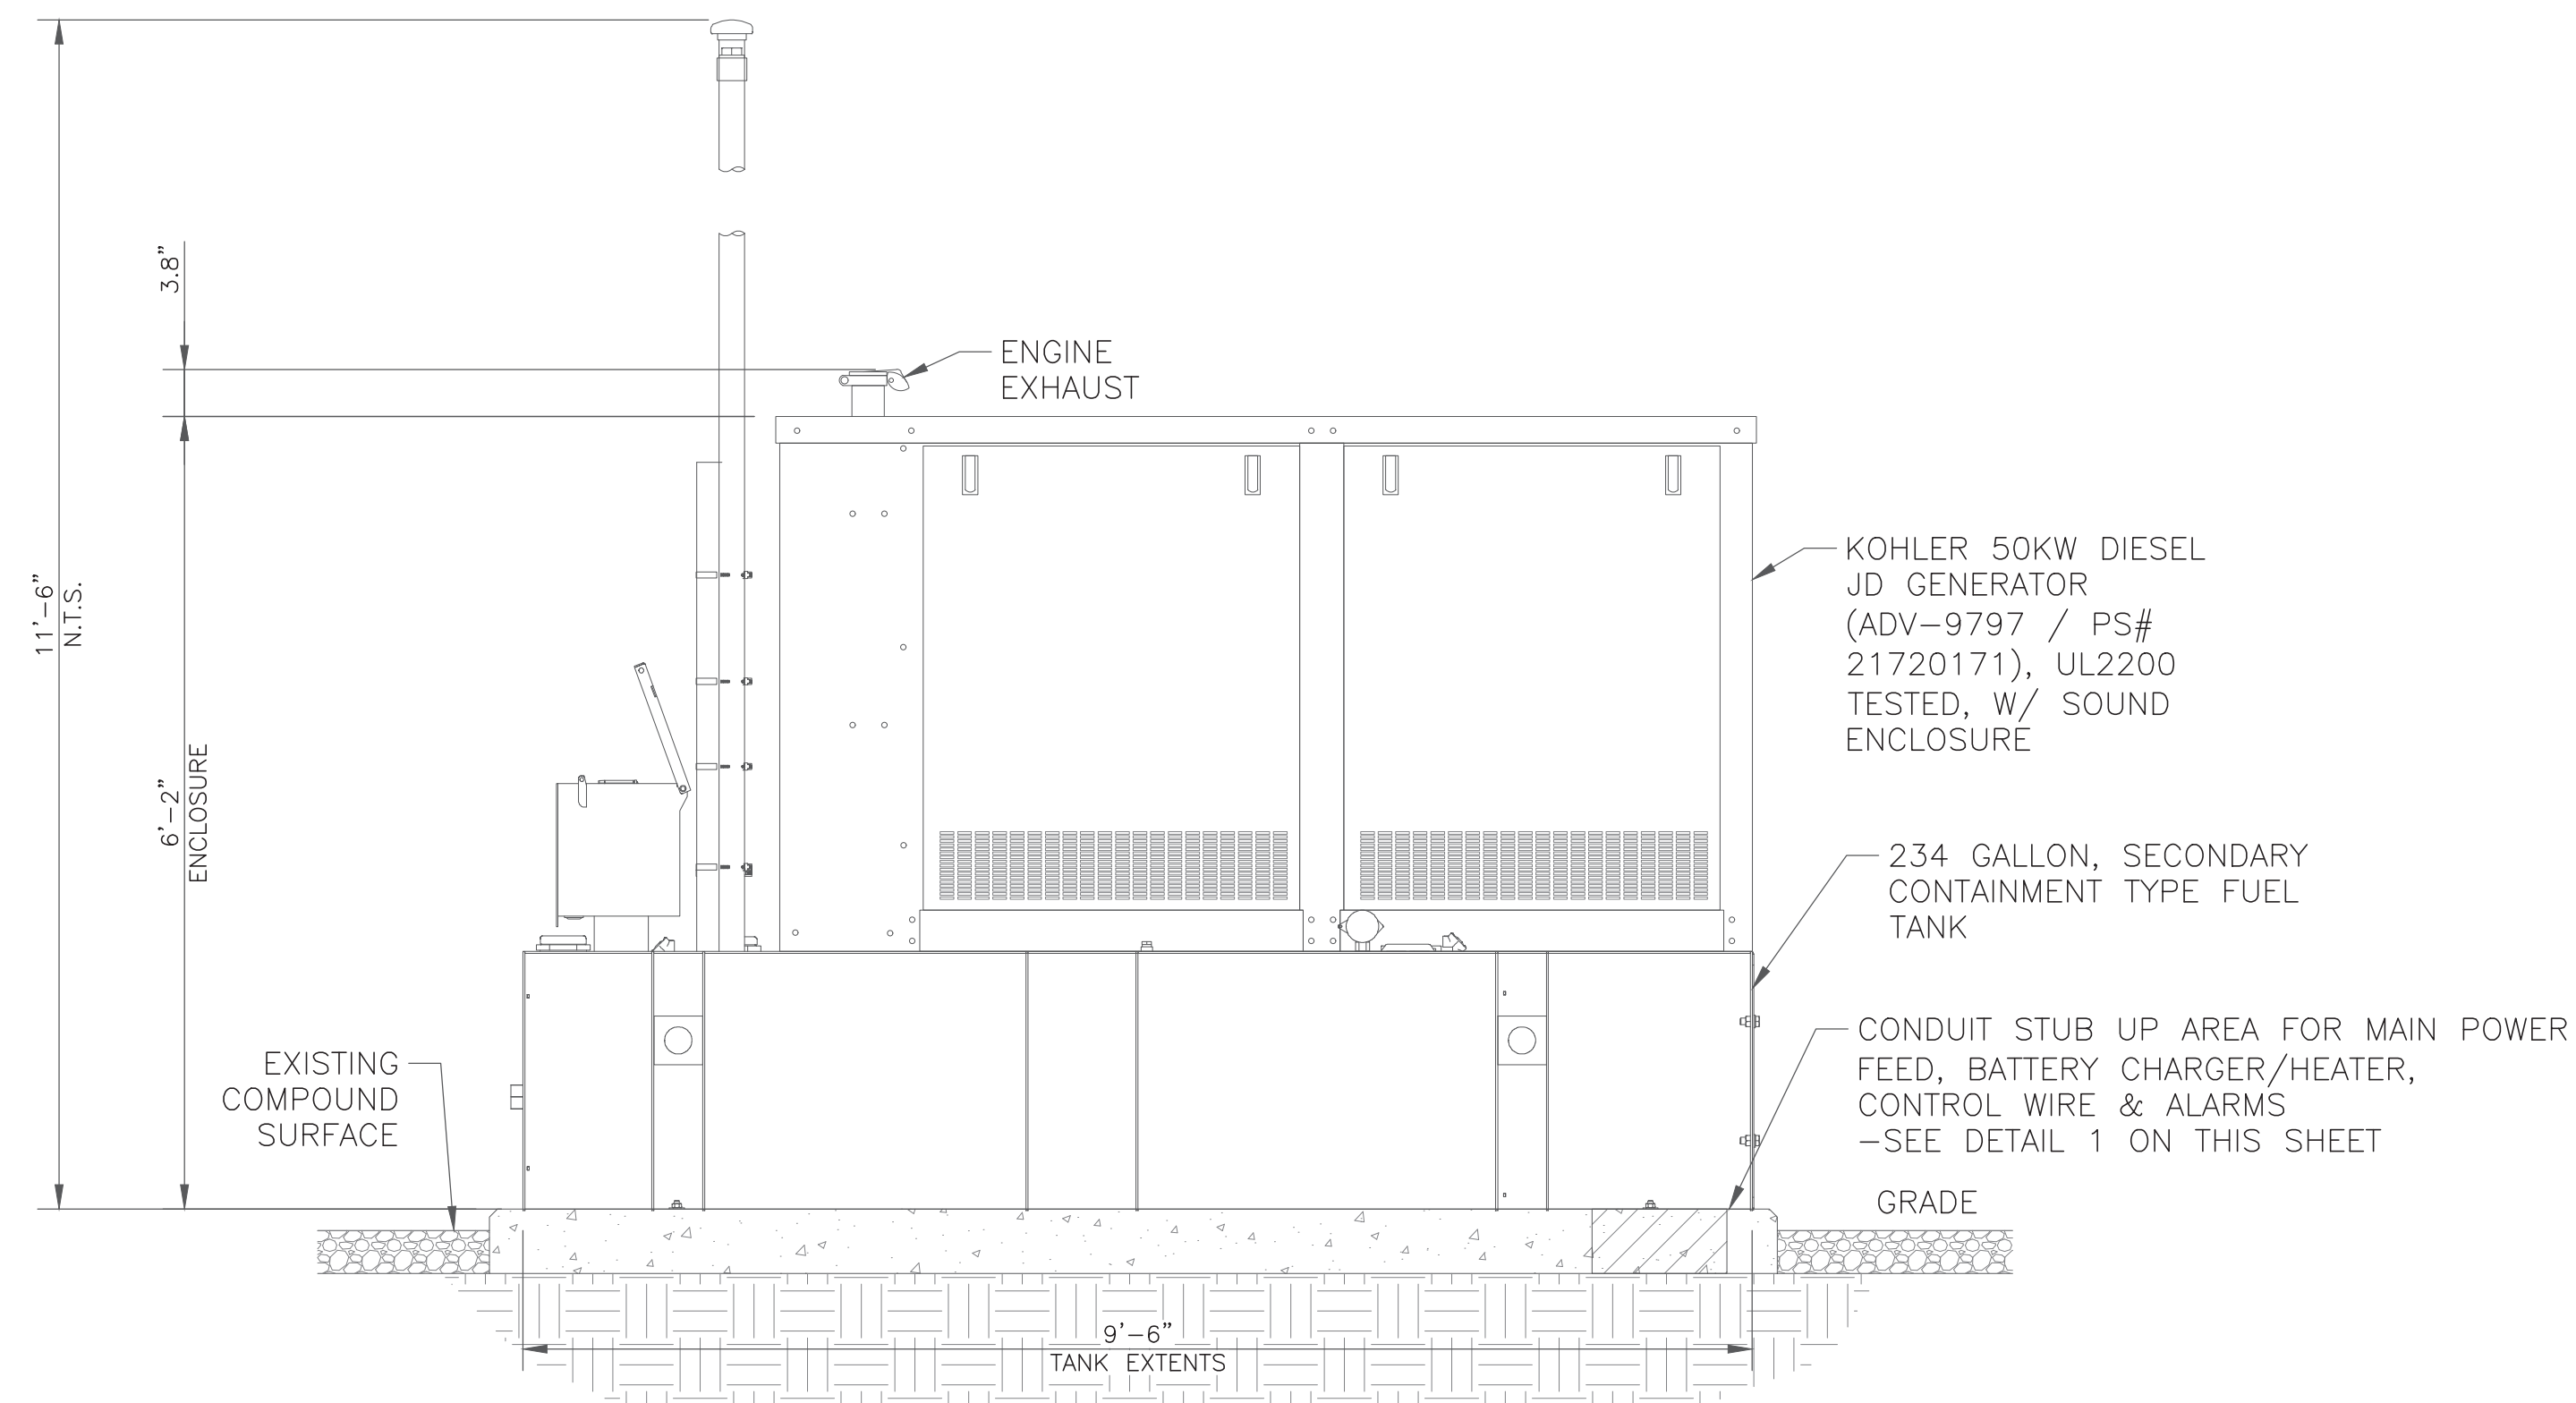 3.8"
ENGINE
EXHAUST
11'-6"
N.T.S.
KOHLER 50KW DIESEL
JD GENERATOR
(ADV-9797 / PS#
21720171), UL2200
TESTED, W/ SOUND
ENCLOSURE
6'-2"
ENCLOSURE
234 GALLON, SECONDARY
CONTAINMENT TYPE FUEL
TANK
CONDUIT STUB UP AREA FOR MAIN POWER
FEED, BATTERY CHARGER/HEATER,
CONTROL WIRE & ALARMS
-SEE DETAIL 1 ON THIS SHEET
EXISTING
COMPOUND
SURFACE
GRADE
9'-6"
TANK EXTENTS